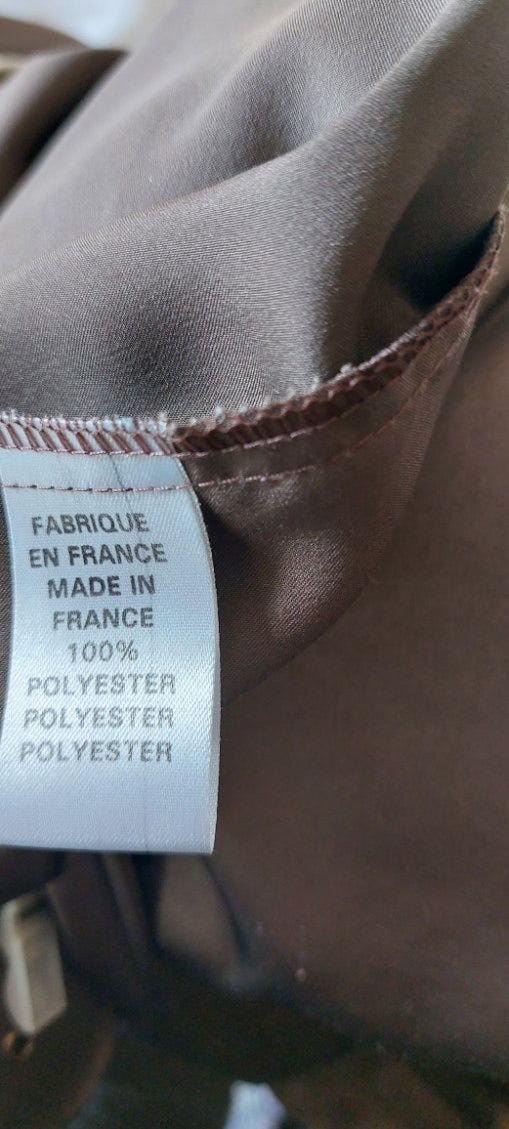 FABRIQUE
EN FRANCE
MADE IN
FRANCE
100%
POLYESTER
POLYESTER
POLYESTER